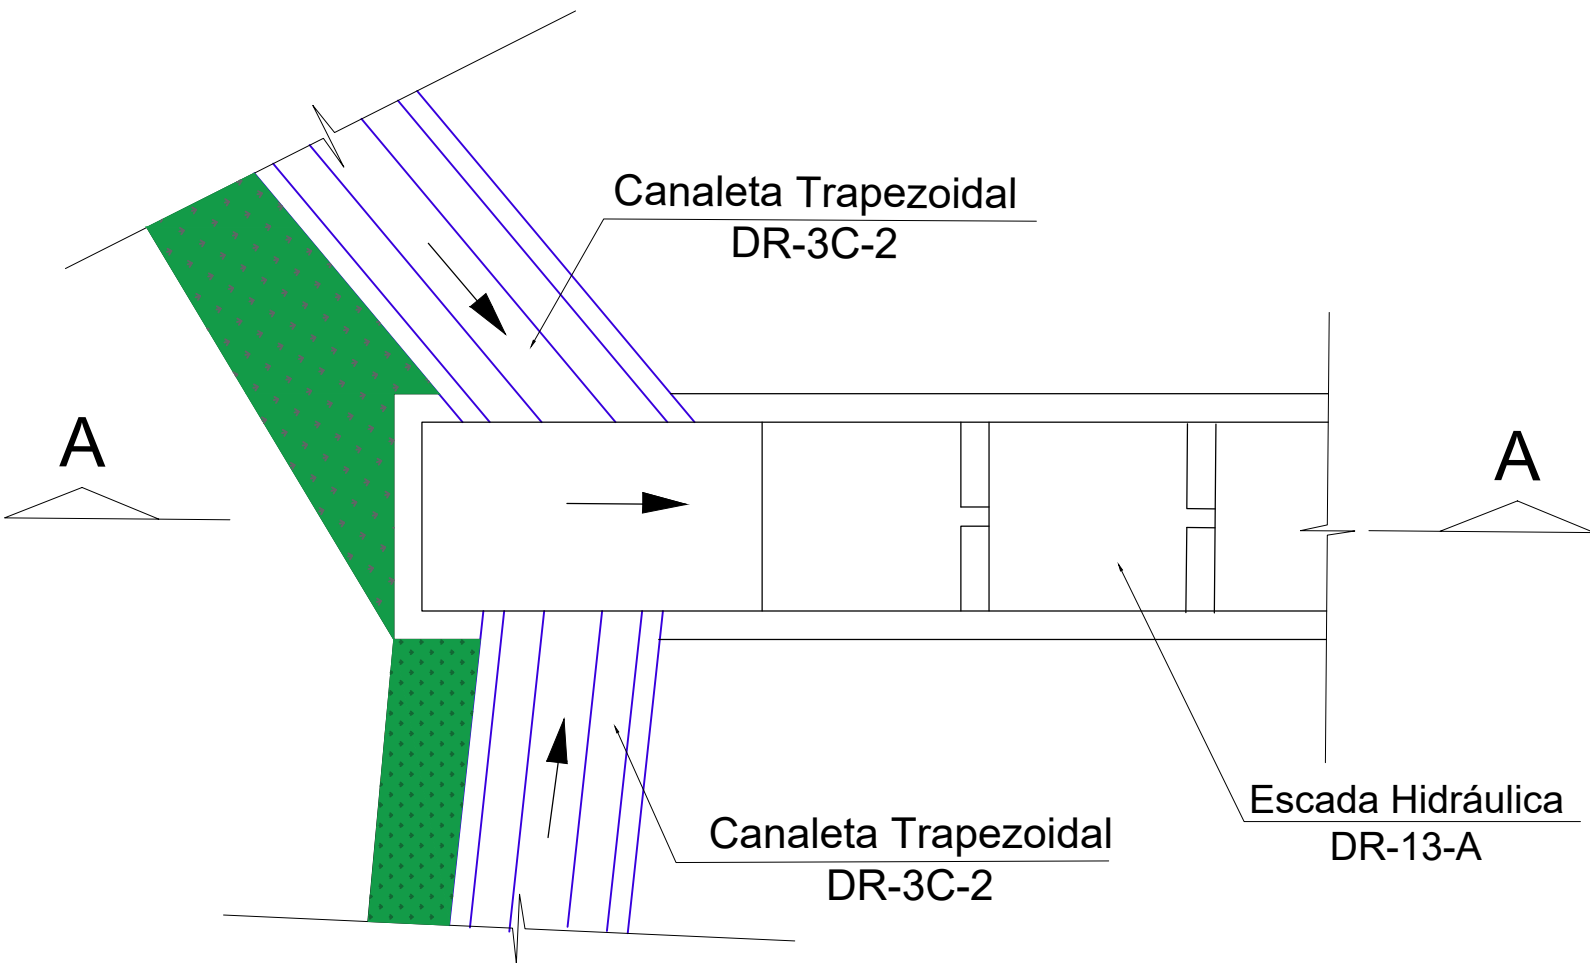 Canaleta Trapezoidal
DR-3C-2
A
A
Escada Hidráulica
DR-13-A
Canaleta Trapezoidal
DR-3C-2